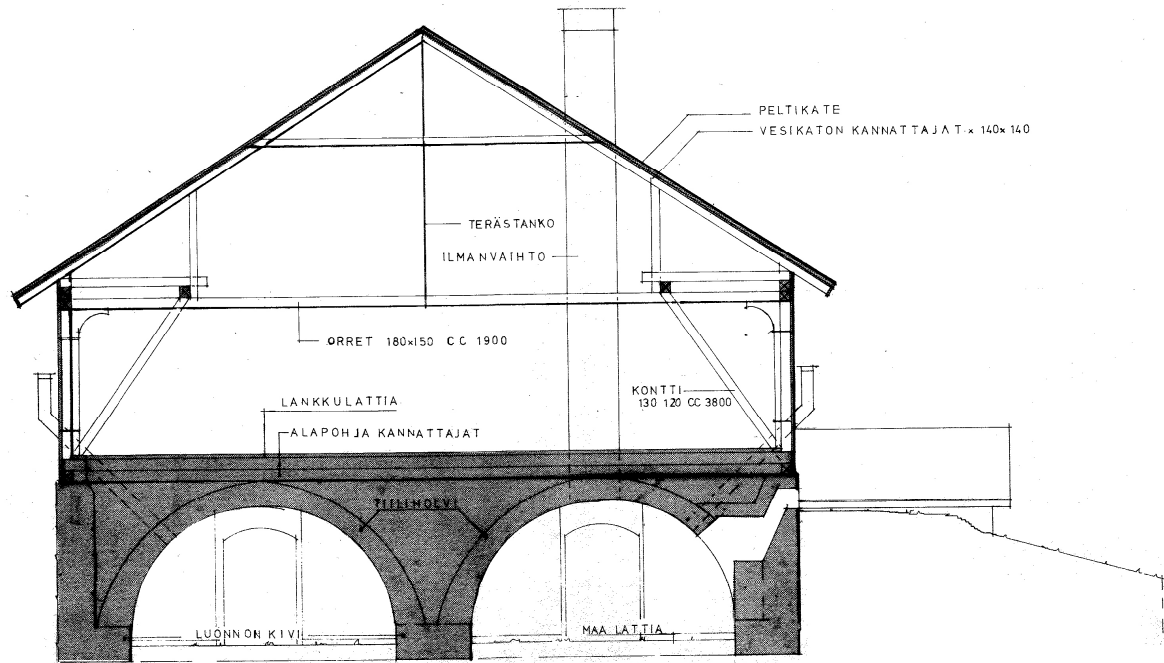 PELTIKATE
VESIKATON KANNATTAJAT x 140x140
TERÄSTANKO
ILMANVAIHTO
ORRET 180x150 CC 1900
KONTTI
130 120 CC 3800
LANKKULATTIA
ALAPOHJA KANNATTAJAT
TIILIHOLVI
LUONNON KIVI
MAA LATTIA